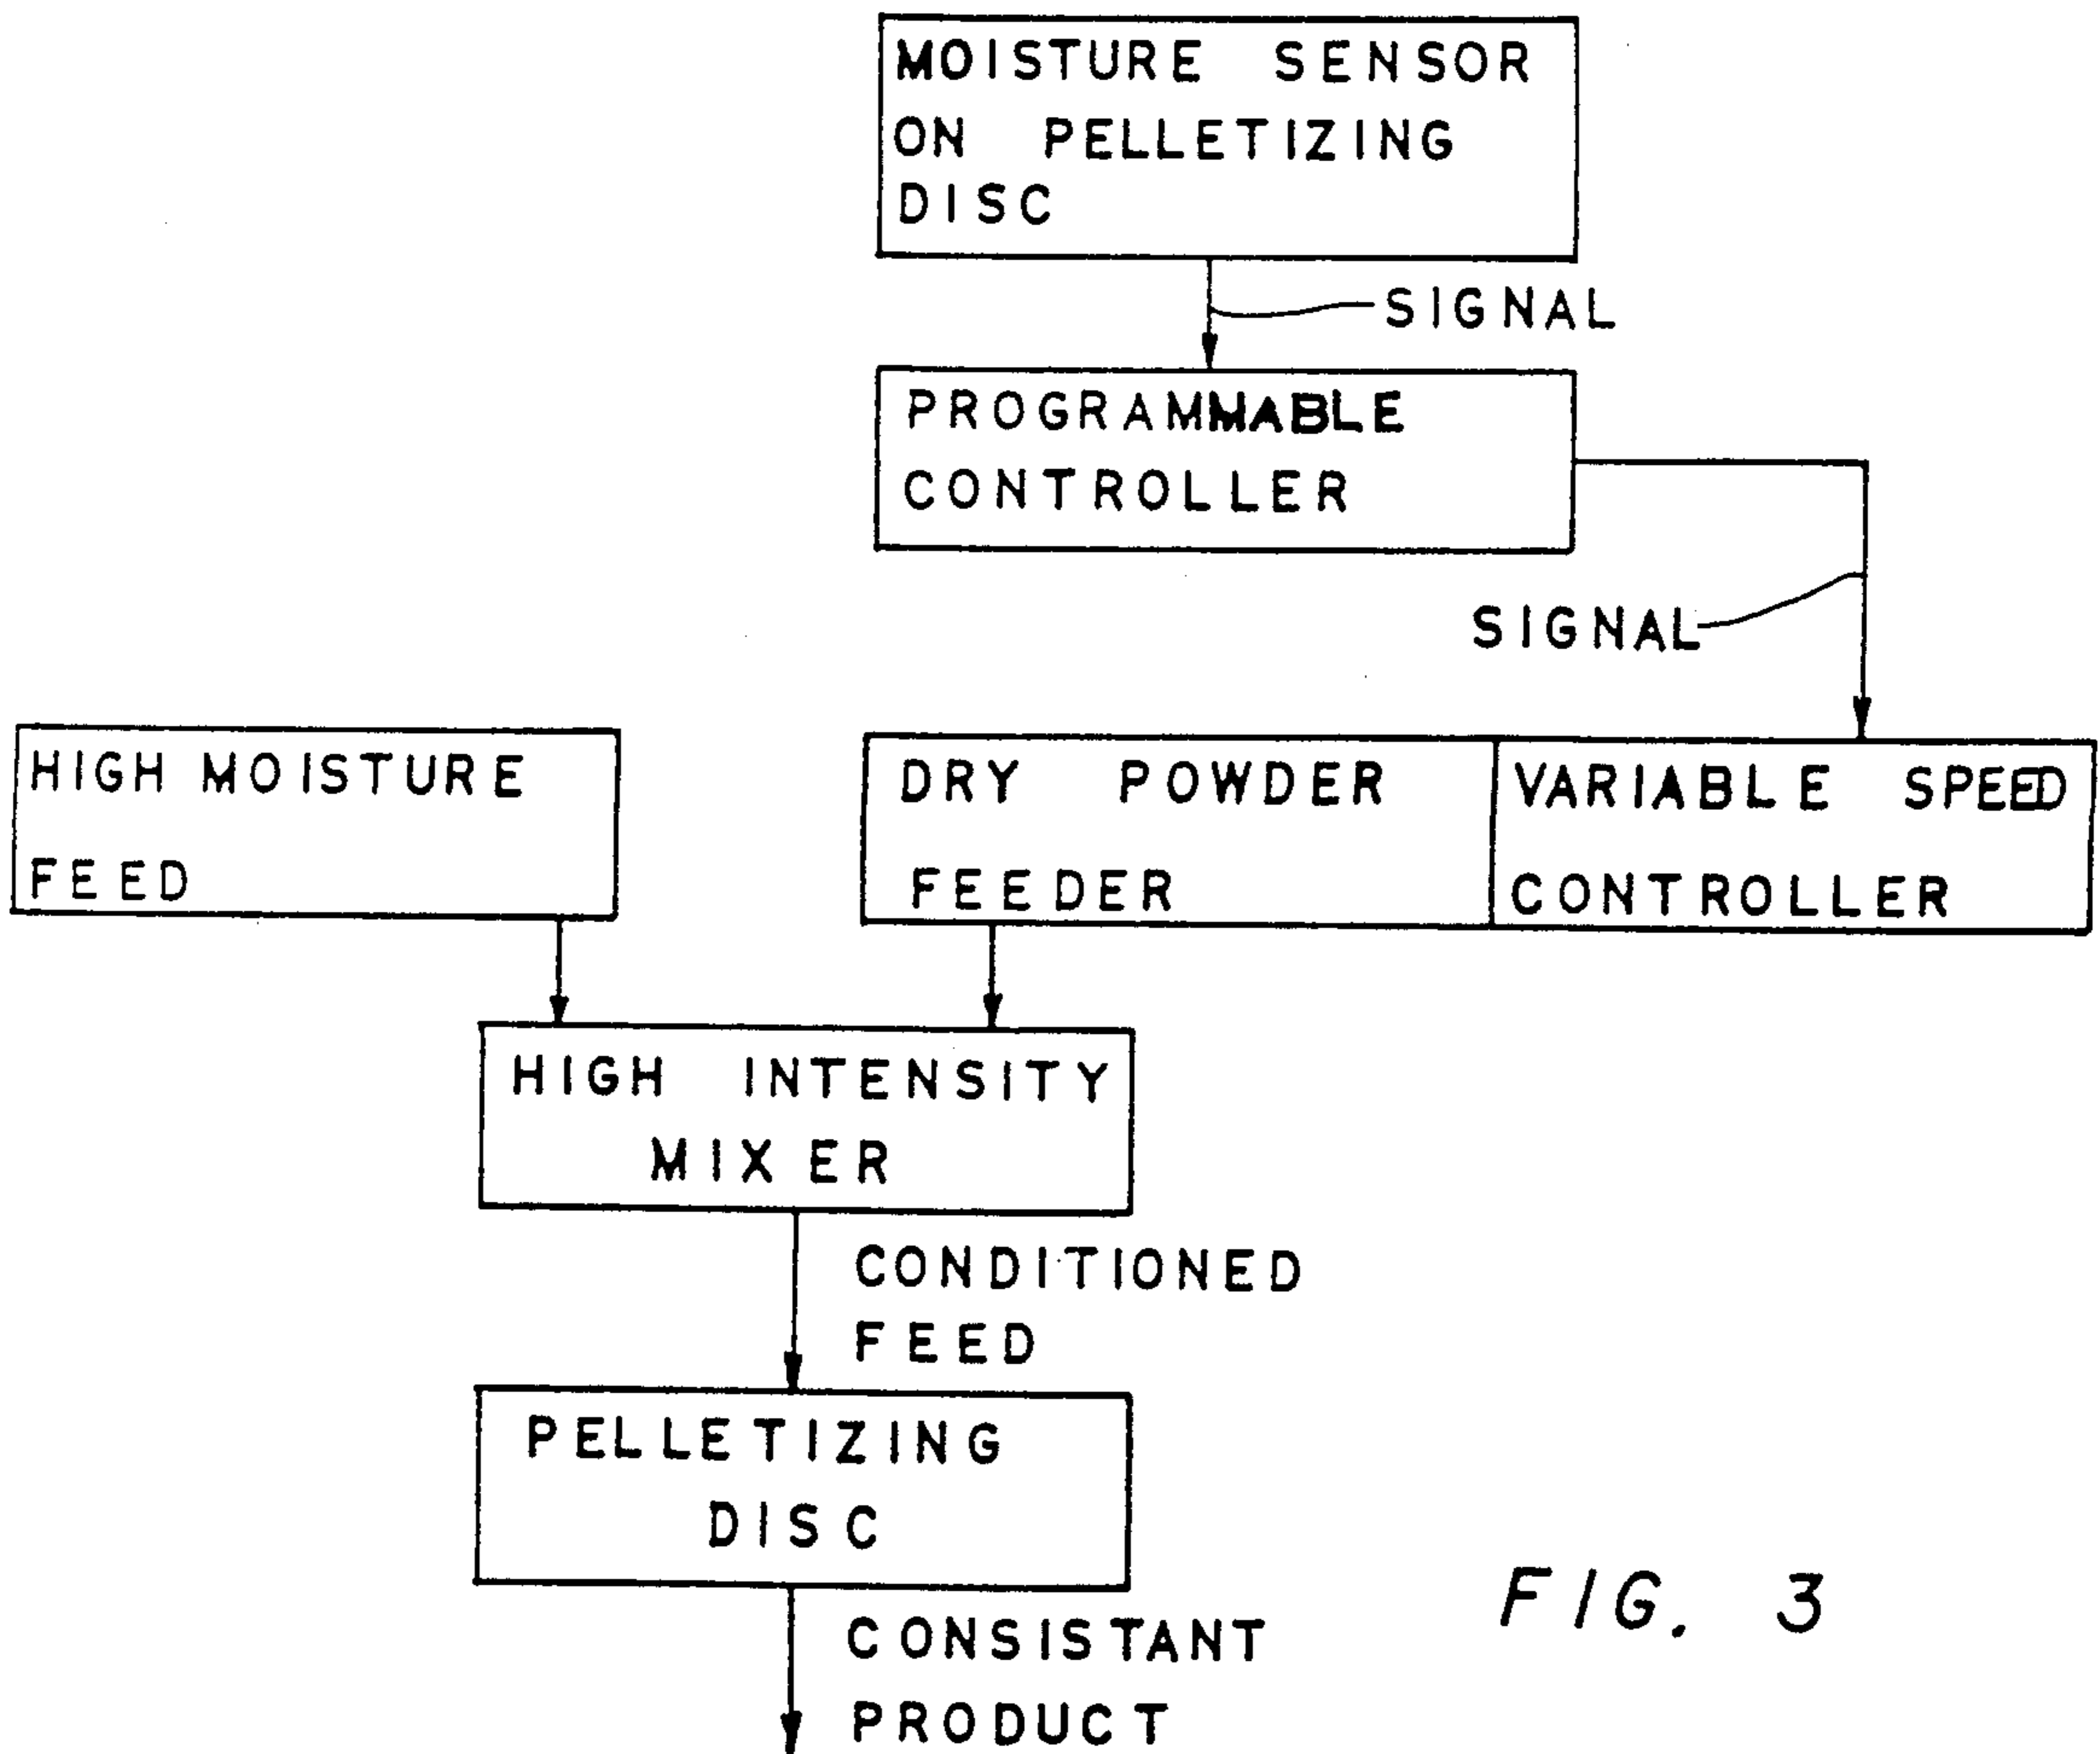 MOISTURE SENSOR
ON PELLETIZING
DISC
SIGNAL
PROGRAMMABLE
CONTROLLER
SIGNAL
HIGH MOISTURE
FEED
DRY POWDER
FEEDER
VARIABLE SPEED
CONTROLLER
HIGH INTENSITY
MIXER
CONDITIONED
FEED
PELLETIZING
DISC
CONSISTANT
PRODUCT
FIG. 3